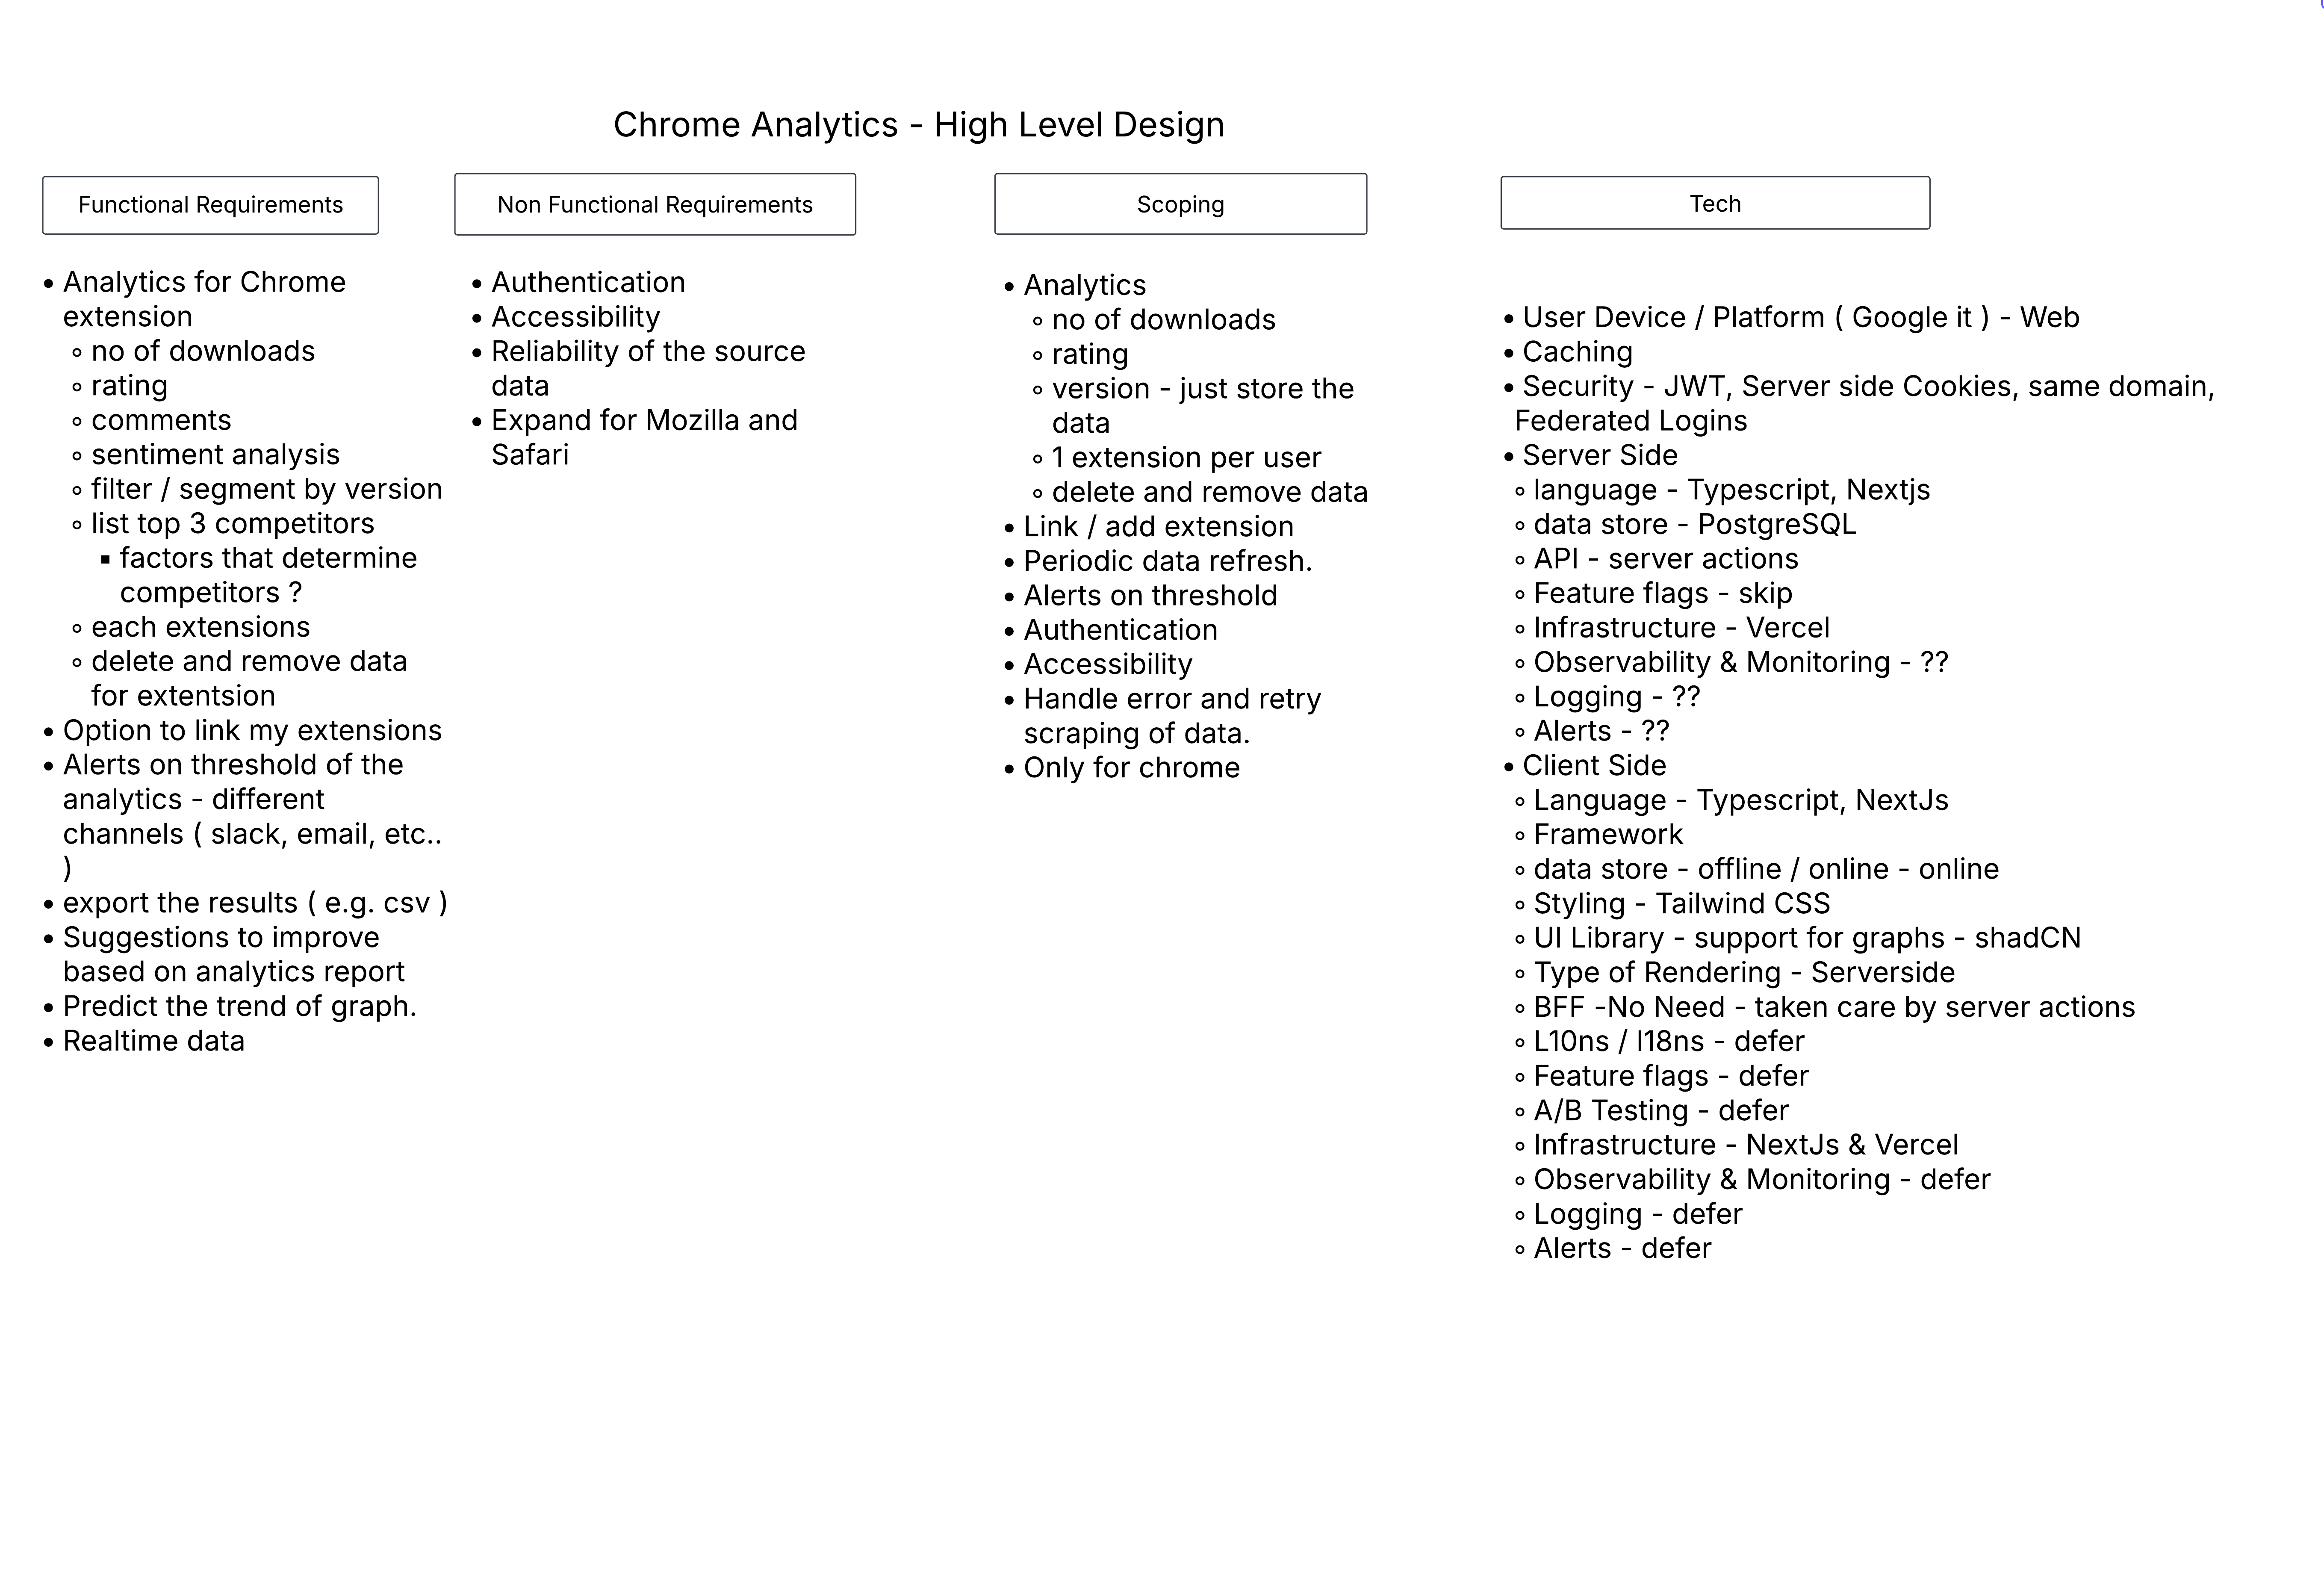 Chrome Analytics - High Level Design
Functional Requirements
• Analytics for Chrome
extension
◦ no of downloads
◦ rating
◦ comments
◦ sentiment analysis
◦ filter / segment by version
◦ list top 3 competitors
▪ factors that determine
competitors ?
◦ each extensions
◦ delete and remove data
for extentsion
• Option to link my extensions
• Alerts on threshold of the
analytics - different
channels ( slack, email, etc..
)
• export the results ( e.g. csv )
• Suggestions to improve
based on analytics report
• Predict the trend of graph.
• Realtime data
Non Functional Requirements
• Authentication
• Accessibility
• Reliability of the source
data
• Expand for Mozilla and
Safari
Scoping
• Analytics
◦ no of downloads
◦ rating
◦ version - just store the
data
◦ 1 extension per user
◦ delete and remove data
• Link / add extension
• Periodic data refresh.
• Alerts on threshold
• Authentication
• Accessibility
• Handle error and retry
scraping of data.
• Only for chrome
Tech
• User Device / Platform ( Google it ) - Web
• Caching
• Security - JWT, Server side Cookies, same domain,
Federated Logins
• Server Side
◦ language - Typescript, Nextjs
◦ data store - PostgreSQL
◦ API - server actions
◦ Feature flags - skip
◦ Infrastructure - Vercel
◦ Observability & Monitoring - ??
◦ Logging - ??
◦ Alerts - ??
• Client Side
◦ Language - Typescript, NextJs
◦ Framework
◦ data store - offline / online - online
◦ Styling - Tailwind CSS
◦ UI Library - support for graphs - shadCN
◦ Type of Rendering - Serverside
◦ BFF -No Need - taken care by server actions
◦ L10ns / I18ns - defer
◦ Feature flags - defer
◦ A/B Testing - defer
◦ Infrastructure - NextJs & Vercel
◦ Observability & Monitoring - defer
◦ Logging - defer
◦ Alerts - defer